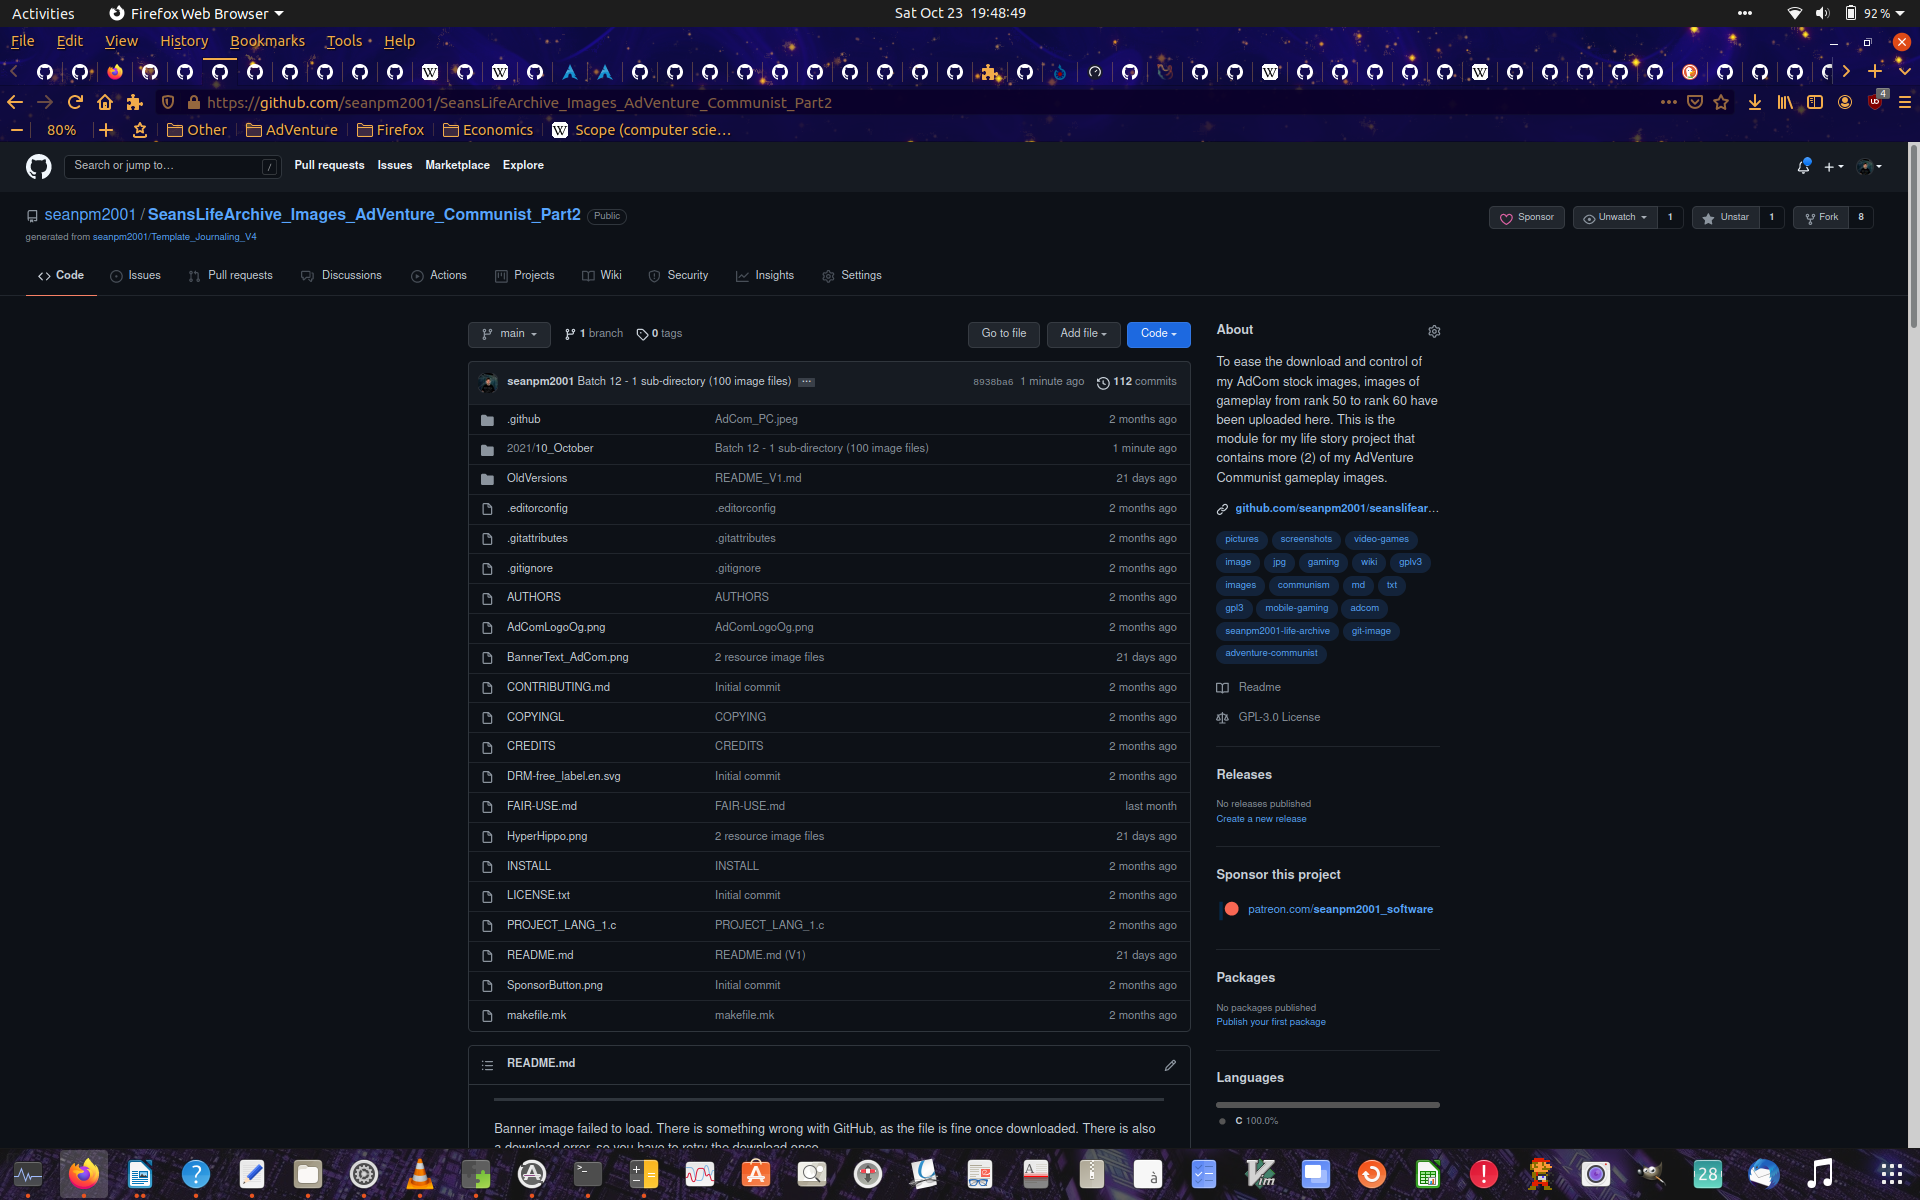 Activities
Firefox Web Browser
Sat Oct 23 19:48:49
92 %
File Edit View History Bookmarks Tools Help
https://github.com/seanpm2001/SeansLifeArchive_Images_AdVenture_Communist_Part2
4
80%
Other
AdVenture
Firefox
Economics
Scope (computer scie…
Search or jump to…
/
Pull requests Issues Marketplace Explore
seanpm2001 / SeansLifeArchive_Images_AdVenture_Communist_Part2 Public
Sponsor
Unwatch 1
Unstar 1
Fork 8
generated from seanpm2001/Template_Journaling_V4
Code Issues Pull requests Discussions Actions Projects Wiki Security Insights Settings
main
1 branch
0 tags
Go to file
Add file
Code
seanpm2001 Batch 12 - 1 sub-directory (100 image files) ...
8938ba6 1 minute ago 112 commits
.github AdCom_PC.jpeg 2 months ago
2021/10_October Batch 12 - 1 sub-directory (100 image files) 1 minute ago
OldVersions README_V1.md 21 days ago
.editorconfig .editorconfig 2 months ago
.gitattributes .gitattributes 2 months ago
.gitignore .gitignore 2 months ago
AUTHORS AUTHORS 2 months ago
AdComLogoOg.png AdComLogoOg.png 2 months ago
BannerText_AdCom.png 2 resource image files 21 days ago
CONTRIBUTING.md Initial commit 2 months ago
COPYINGL COPYING 2 months ago
CREDITS CREDITS 2 months ago
DRM-free_label.en.svg Initial commit 2 months ago
FAIR-USE.md FAIR-USE.md last month
HyperHippo.png 2 resource image files 21 days ago
INSTALL INSTALL 2 months ago
LICENSE.txt Initial commit 2 months ago
PROJECT_LANG_1.c PROJECT_LANG_1.c 2 months ago
README.md README.md (V1) 21 days ago
SponsorButton.png Initial commit 2 months ago
makefile.mk makefile.mk 2 months ago
README.md
Banner image failed to load. There is something wrong with GitHub, as the file is fine once downloaded. There is also
a download error, so you have to retry the download once.
About
To ease the download and control of
my AdCom stock images, images of
gameplay from rank 50 to rank 60 have
been uploaded here. This is the
module for my life story project that
contains more (2) of my AdVenture
Communist gameplay images.
github.com/seanpm2001/seanslifear…
pictures screenshots video-games
image jpg gaming wiki gplv3
images communism md txt
gpl3 mobile-gaming adcom
seanpm2001-life-archive git-image
adventure-communist
Readme
GPL-3.0 License
Releases
No releases published
Create a new release
Sponsor this project
patreon.com/seanpm2001_software
Packages
No packages published
Publish your first package
Languages
C 100.0%
28